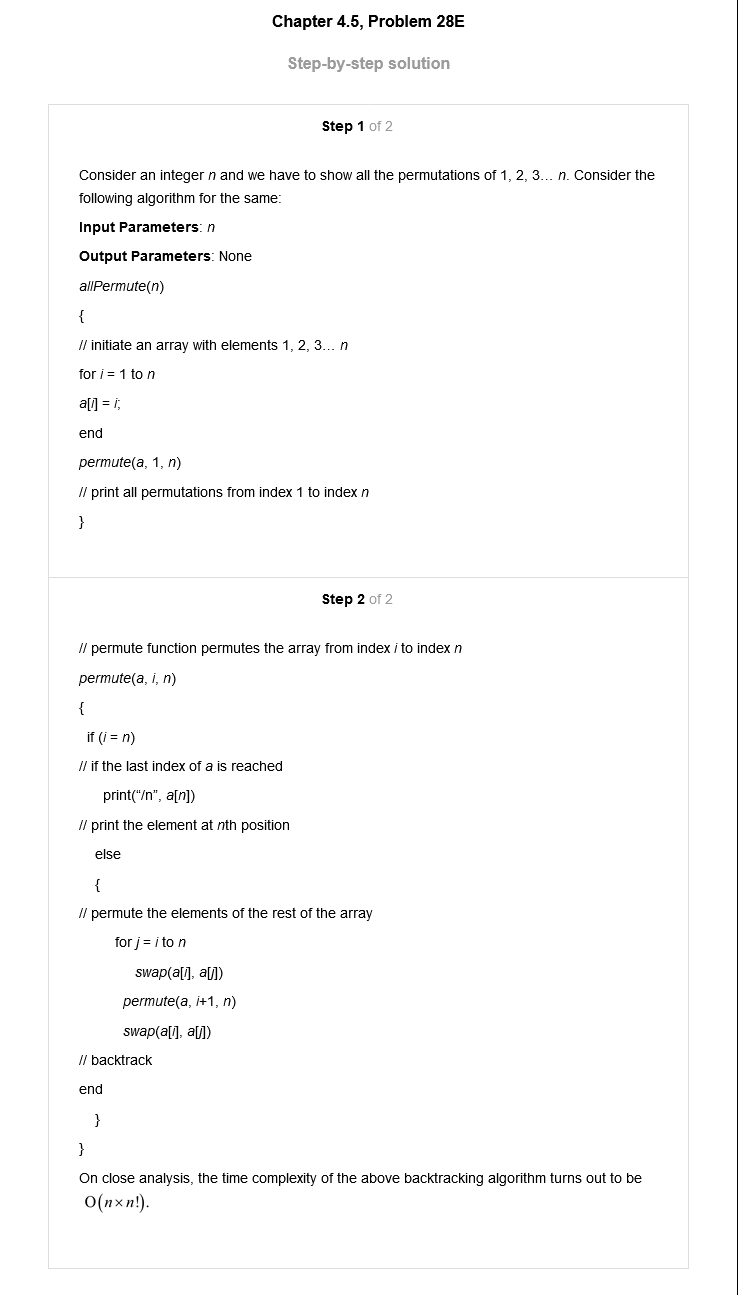 Chapter 4.5, Problem 28E
Step-by-step solution
Step 1 of 2
Consider an integer n and we have to show all the permutations of 1, 2, 3… n. Consider the
following algorithm for the same:
Input Parameters: n
Output Parameters: None
allPermute(n)
{
// initiate an array with elements 1, 2, 3… n
for i = 1 to n
a[i] = i;
end
permute(a, 1, n)
// print all permutations from index 1 to index n
}
Step 2 of 2
// permute function permutes the array from index i to index n
permute(a, i, n)
{
if (i = n)
// if the last index of a is reached
print(“/n”, a[n])
// print the element at nth position
else
{
// permute the elements of the rest of the array
for j = i to n
swap(a[i], a[j])
permute(a, i+1, n)
swap(a[i], a[j])
// backtrack
end
}
}
On close analysis, the time complexity of the above backtracking algorithm turns out to be
O(n×n!).